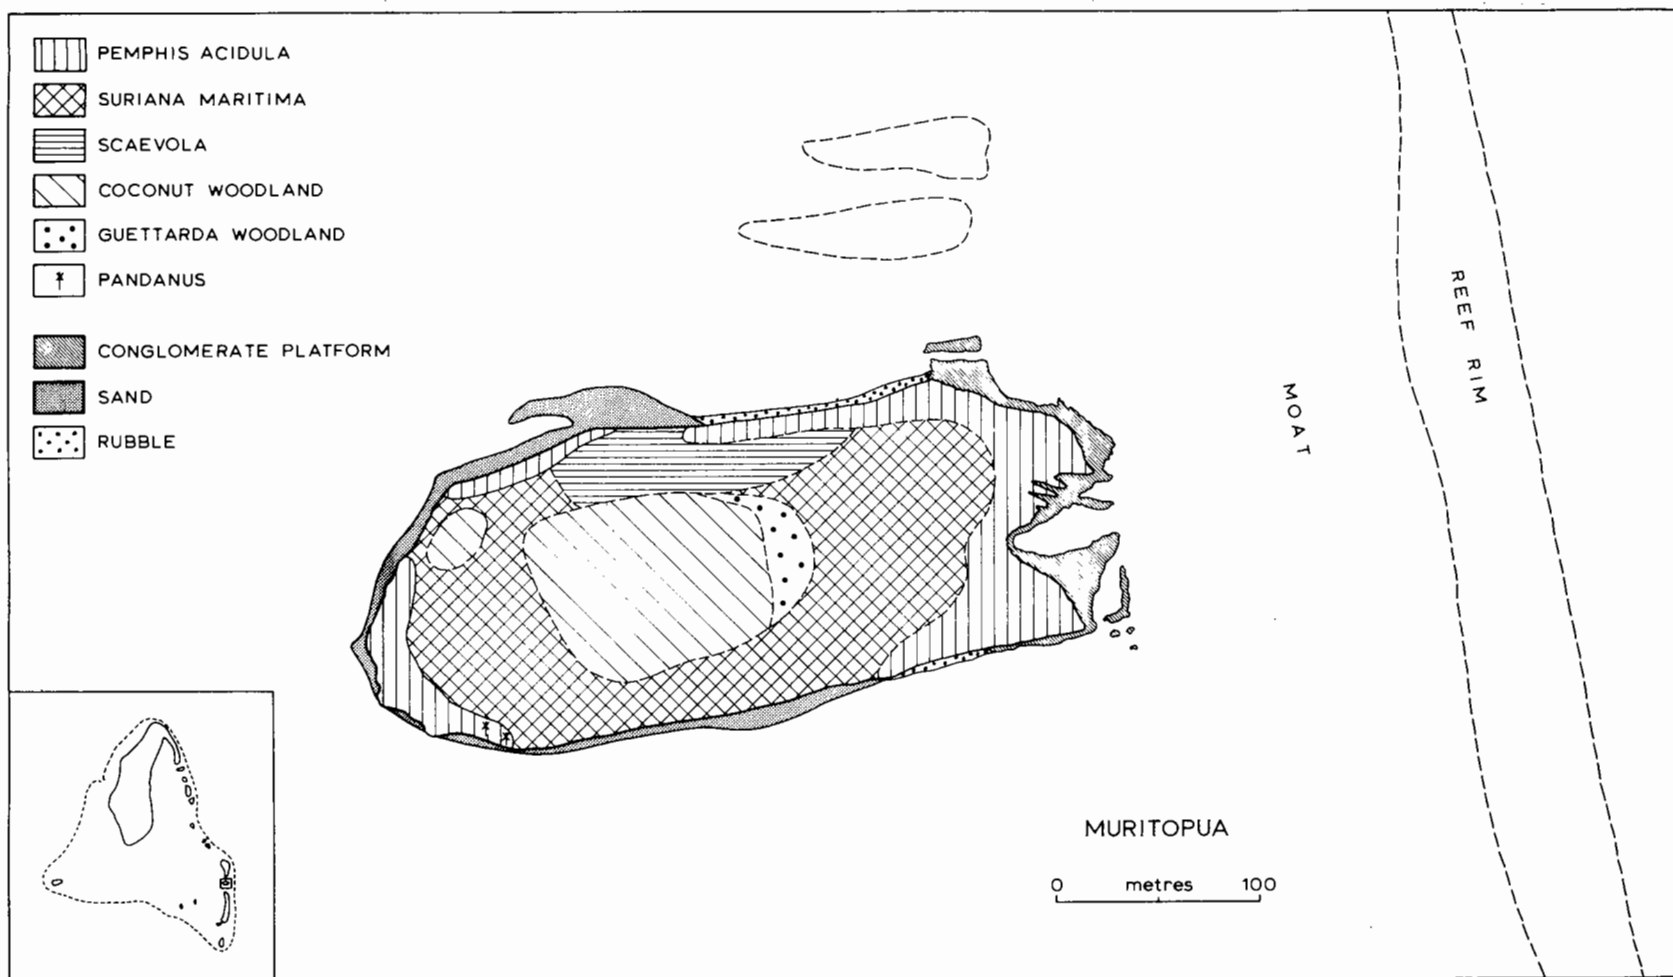 PEMPHIS ACIDULA
SURIANA MARITIMA
SCAEVOLA
COCONUT WOODLAND
GUETTARDA WOODLAND
PANDANUS
CONGLOMERATE PLATFORM
SAND
RUBBLE
REEF RIM
MOAT
MURITOPUA
0 metres 100